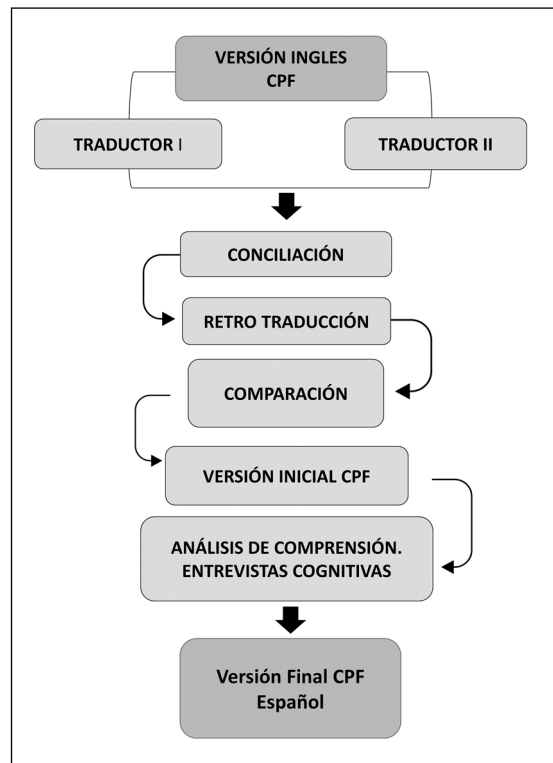 VERSIÓN INGLES
CPF
TRADUCTOR I
TRADUCTOR II
CONCILIACIÓN
RETRO TRADUCCIÓN
COMPARACIÓN
VERSIÓN INICIAL CPF
ANÁLISIS DE COMPRENSIÓN.
ENTREVISTAS COGNITIVAS
Versión Final CPF
Español